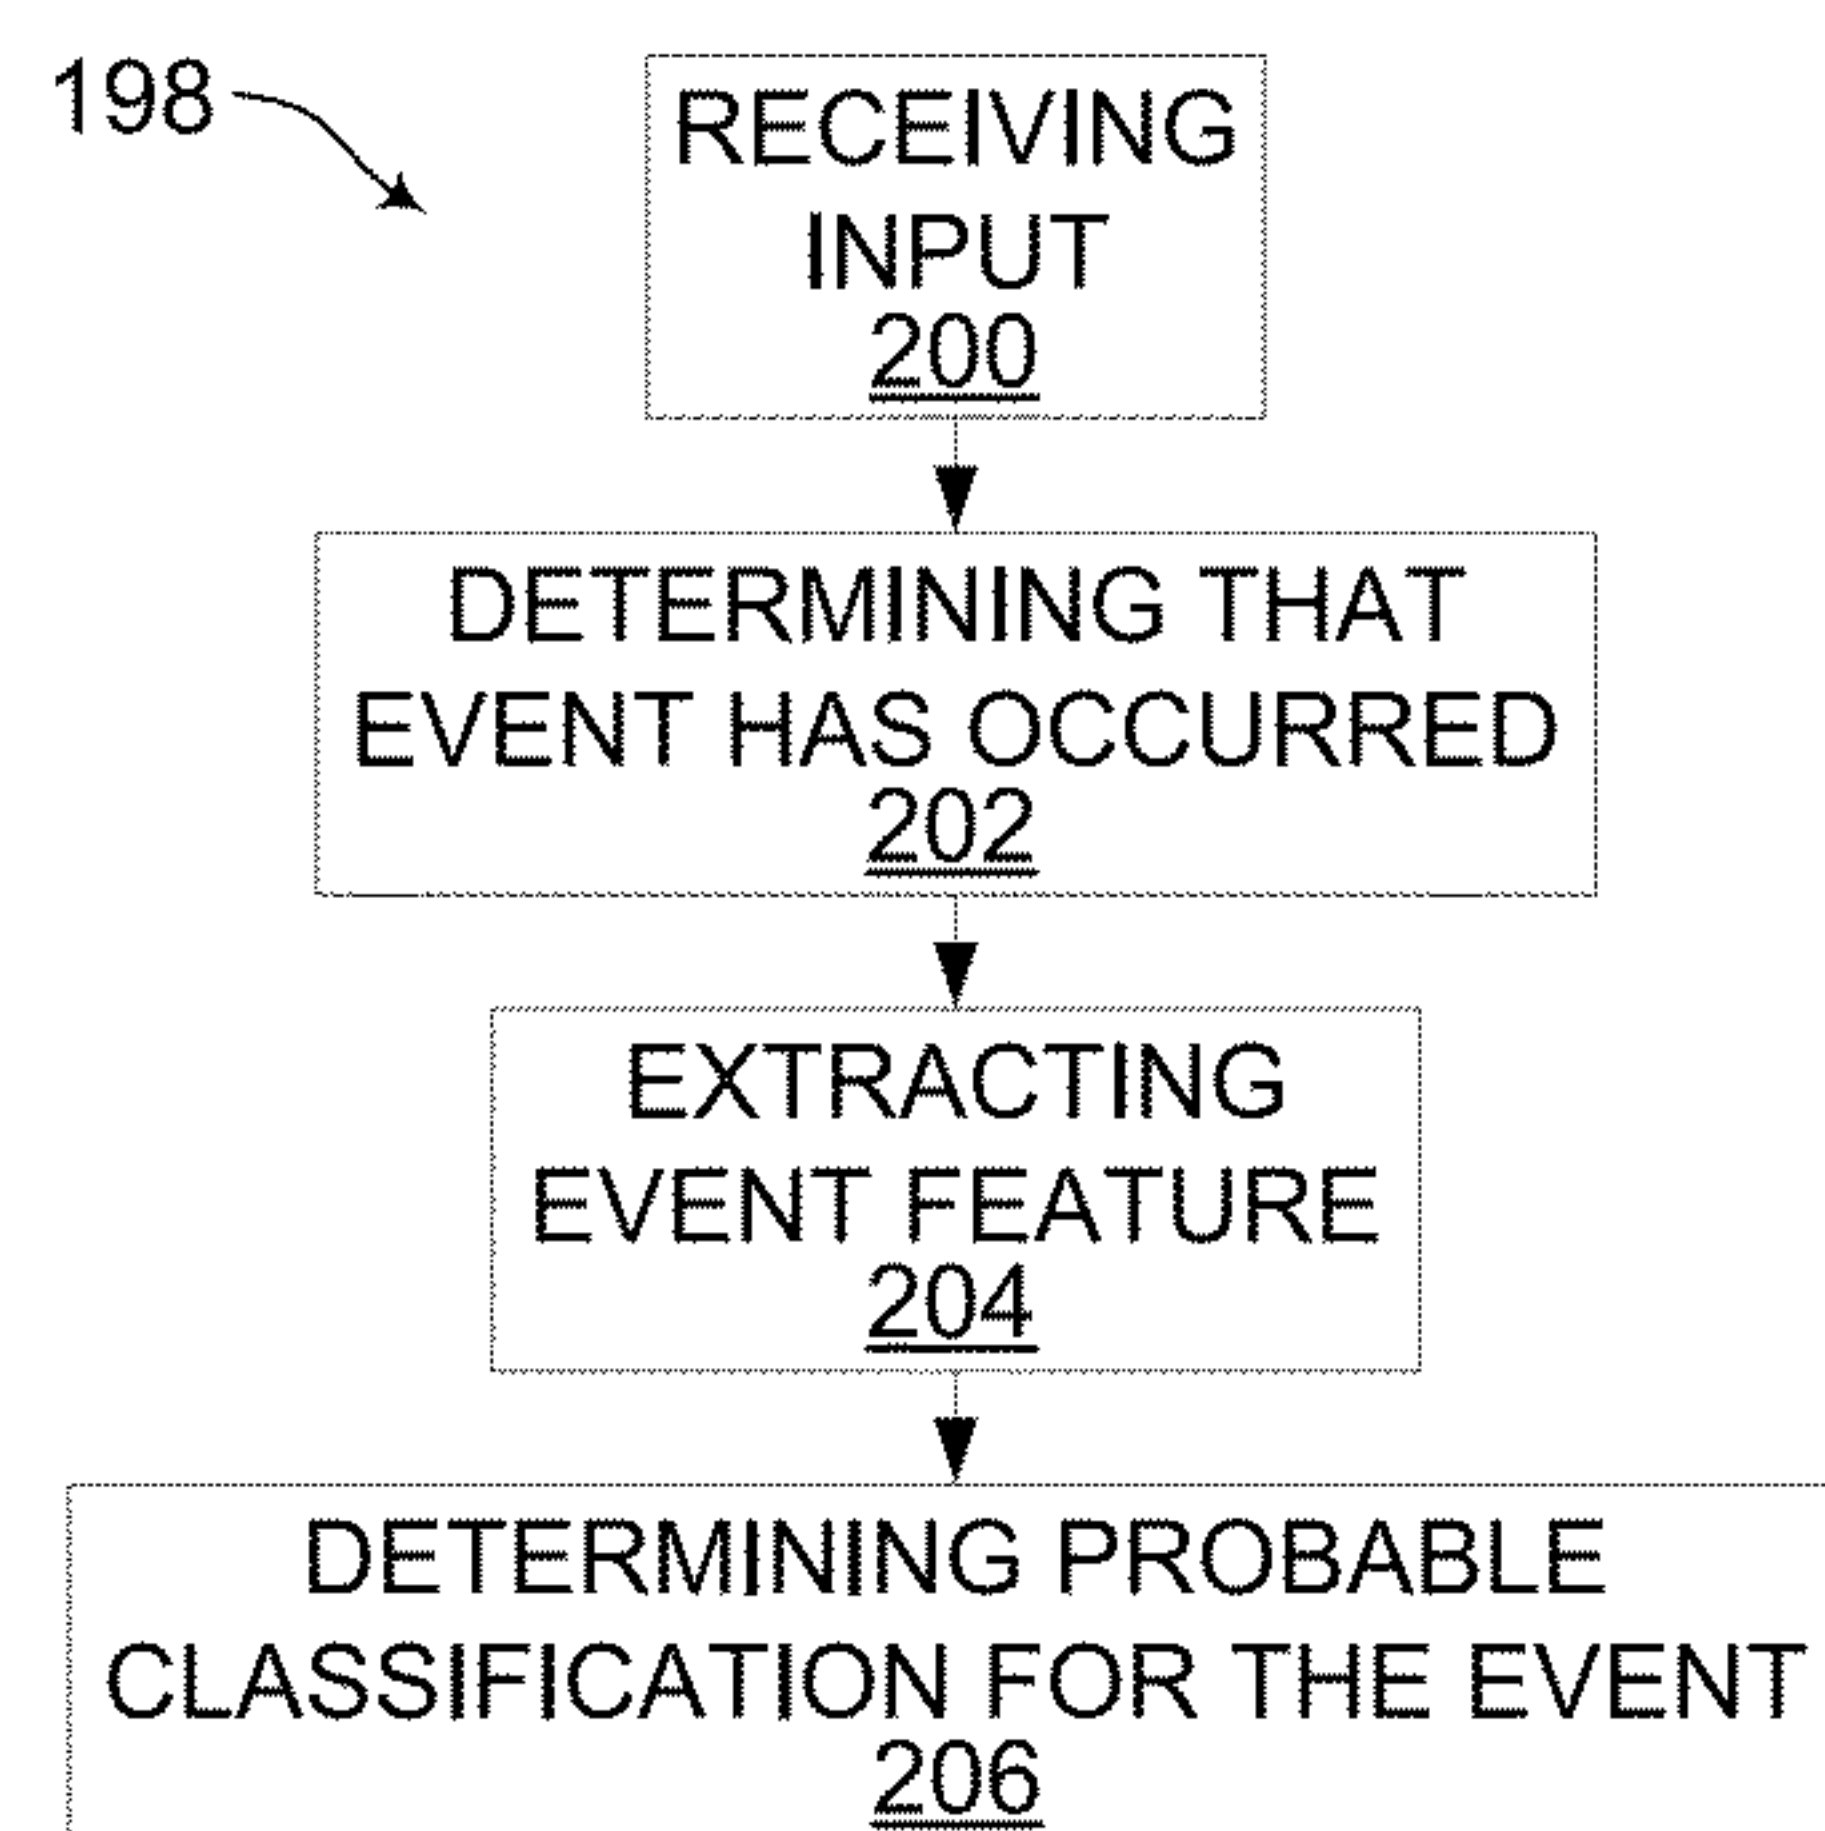 198
RECEIVING
INPUT
200
DETERMINING THAT
EVENT HAS OCCURRED
202
EXTRACTING
EVENT FEATURE
204
DETERMINING PROBABLE
CLASSIFICATION FOR THE EVENT
206